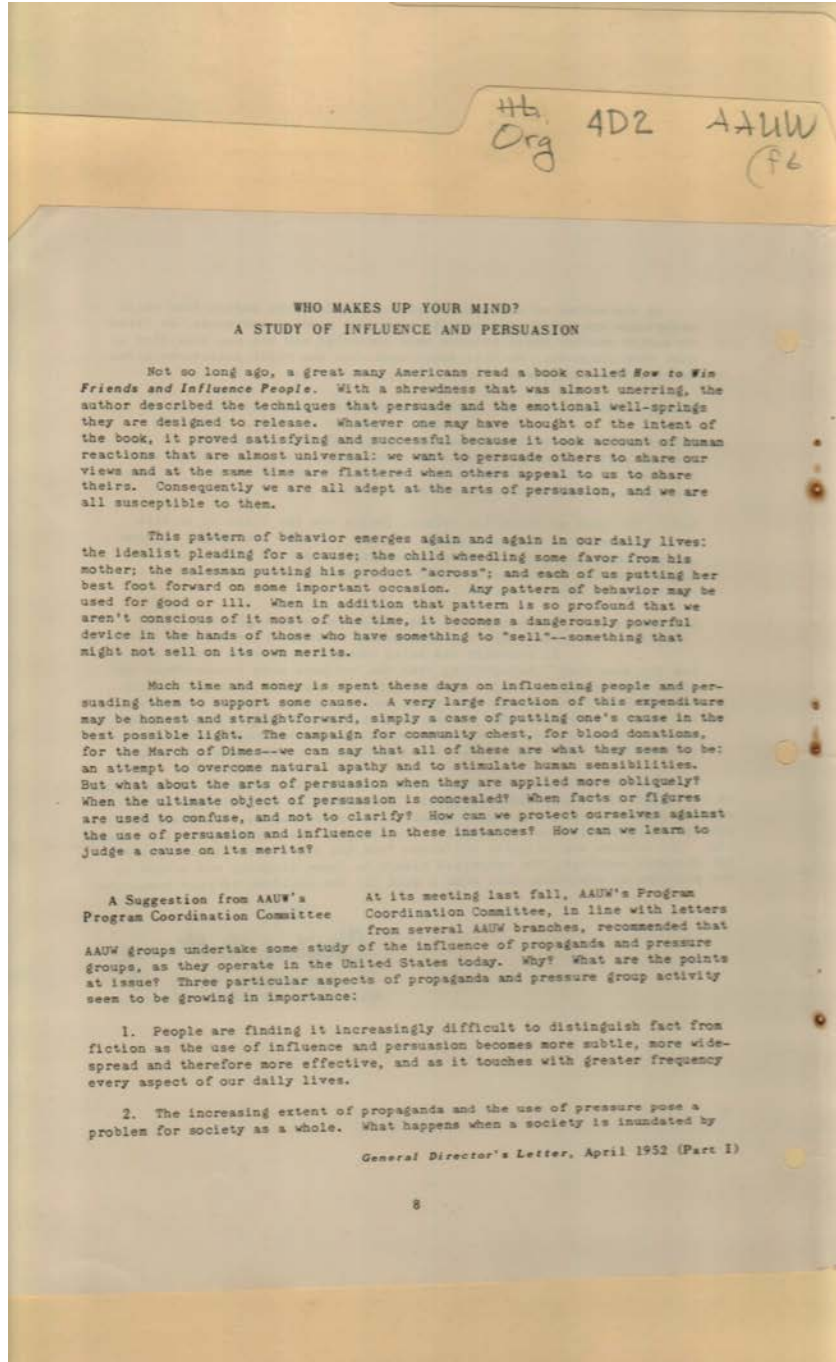 Org 4D2 AAUW
WHO MAKES UP YOUR MIND?
A STUDY OF INFLUENCE AND PERSUASION
Not so long ago, a great many Americans read a book called How to Win
Friends and Influence People. With a shrewdness that was almost unerring, the
author described the techniques that persuade and the emotional well-springs
they are designed to release. Whatever one may have thought of the intent of
the book, it proved satisfying and successful because it took account of human
reactions that are almost universal: we want to persuade others to share our
views and at the same time are flattered when others appeal to us to share
theirs. Consequently we are all adept at the arts of persuasion, and we are
all susceptible to them.
This pattern of behavior emerges again and again in our daily lives:
the idealist pleading for a cause; the child wheedling some favor from his
mother; the salesman putting his product "across"; and each of us putting her
best foot forward on some important occasion. Any pattern of behavior may be
used for good or ill. When in addition that pattern is so profound that we
aren't conscious of it most of the time, it becomes a dangerously powerful
device in the hands of those who have something to "sell"--something that
might not sell on its own merits.
Much time and money is spent these days on influencing people and per-
suading them to support some cause. A very large fraction of this expenditure
may be honest and straightforward, simply a case of putting one's cause in the
best possible light. The campaign for community chest, for blood donations,
for the March of Dimes--we can say that all of these are what they seem to be:
an attempt to overcome natural apathy and to stimulate human sensibilities.
But what about the arts of persuasion when they are applied more obliquely?
When the ultimate object of persuasion is concealed? When facts or figures
are used to confuse, and not to clarify? How can we protect ourselves against
the use of persuasion and influence in these instances? How can we learn to
judge a cause on its merits?
A Suggestion from AAUW's
Program Coordination Committee
At its meeting last fall, AAUW's Program
Coordination Committee, in line with letters
from several AAUW branches, recommended that
AAUW groups undertake some study of the influence of propaganda and pressure
groups, as they operate in the United States today. Why? What are the points
at issue? Three particular aspects of propaganda and pressure group activity
seem to be growing in importance:
1. People are finding it increasingly difficult to distinguish fact from
fiction as the use of influence and persuasion becomes more subtle, more wide-
spread and therefore more effective, and as it touches with greater frequency
every aspect of our daily lives.
2. The increasing extent of propaganda and the use of pressure pose a
problem for society as a whole. What happens when a society is inundated by
General Director's Letter, April 1952 (Part I)
8